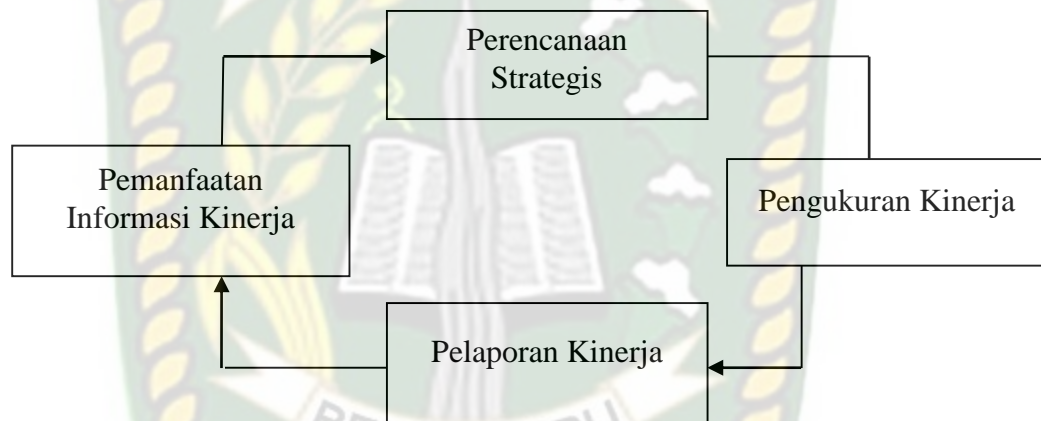 Perencanaan
Strategis
Pemanfaatan
Informasi Kinerja
Pengukuran Kinerja
Pelaporan Kinerja